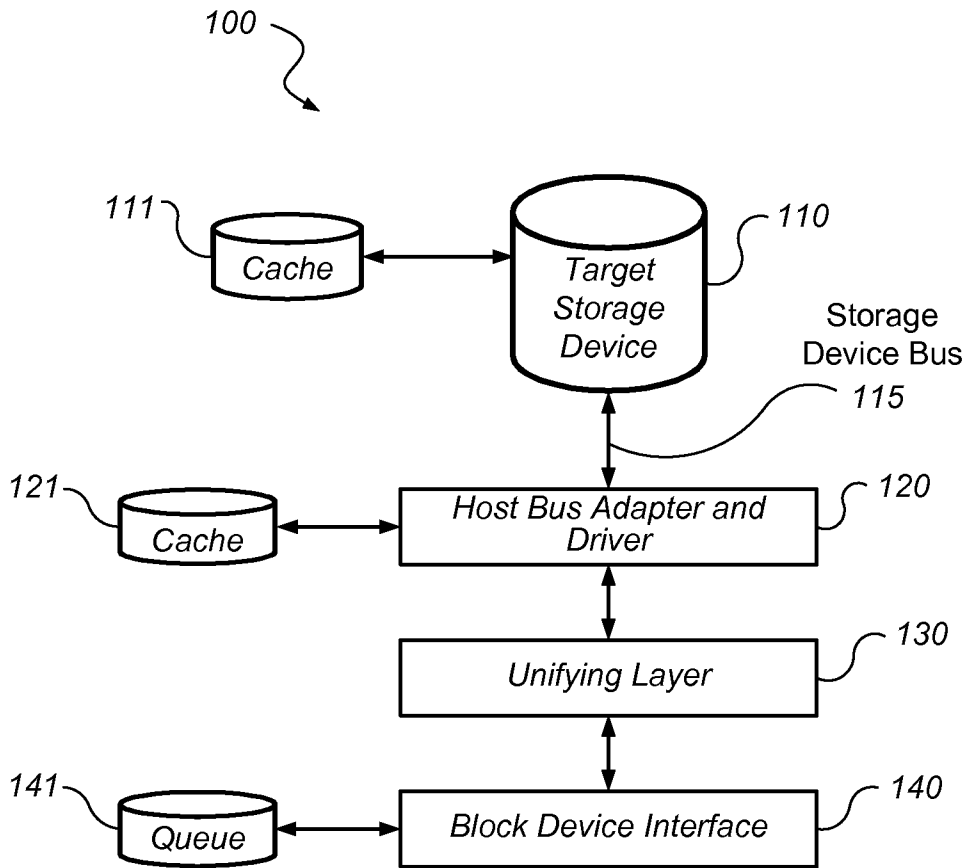 100
111
Cache
Target
Storage
Device
110
Storage
Device Bus
115
121
Cache
Host Bus Adapter and
Driver
120
Unifying Layer
130
141
Queue
Block Device Interface
140